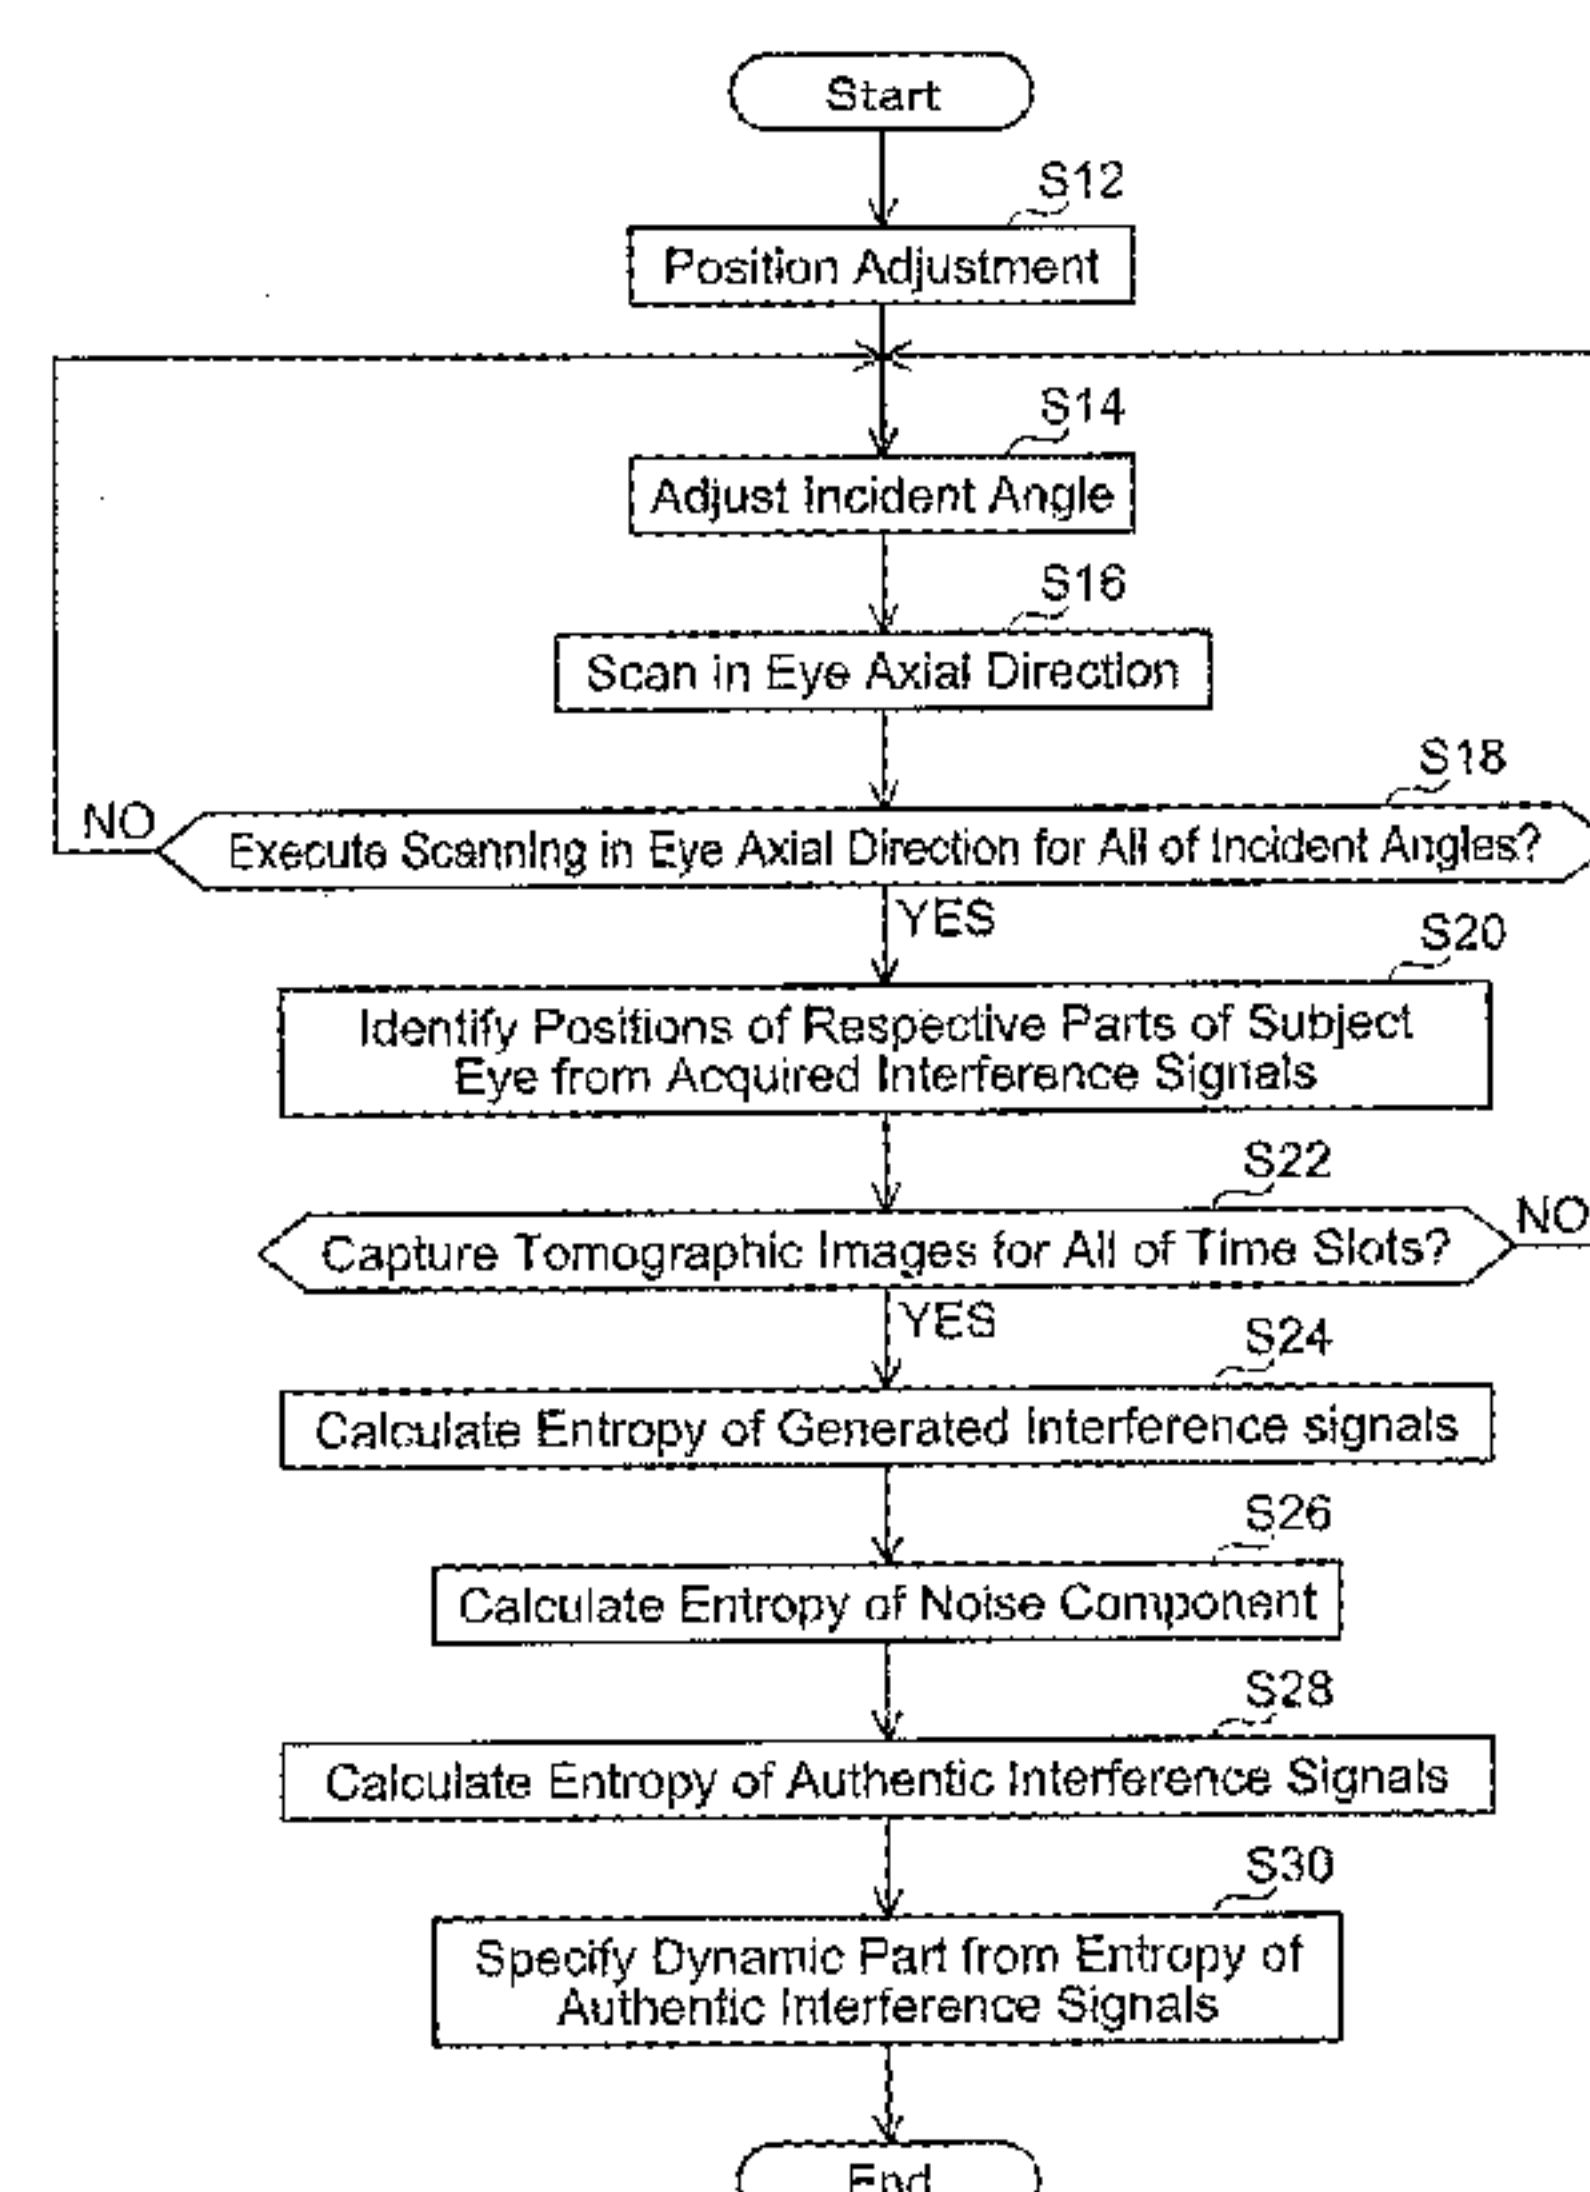 Start
S12
Position Adjustment
S14
Adjust Incident Angle
S16
Scan in Eye Axial Direction
S18
NO
Execute Scanning in Eye Axial Direction for All of Incident Angles?
YES
S20
Identify Positions of Respective Parts of Subject
Eye from Acquired Interference Signals
S22
NO
Capture Tomographic Images for All of Time Slots?
YES
S24
Calculate Entropy of Generated Interference signals
S26
Calculate Entropy of Noise Component
S28
Calculate Entropy of Authentic Interference Signals
S30
Specify Dynamic Part from Entropy of
Authentic Interference Signals
End